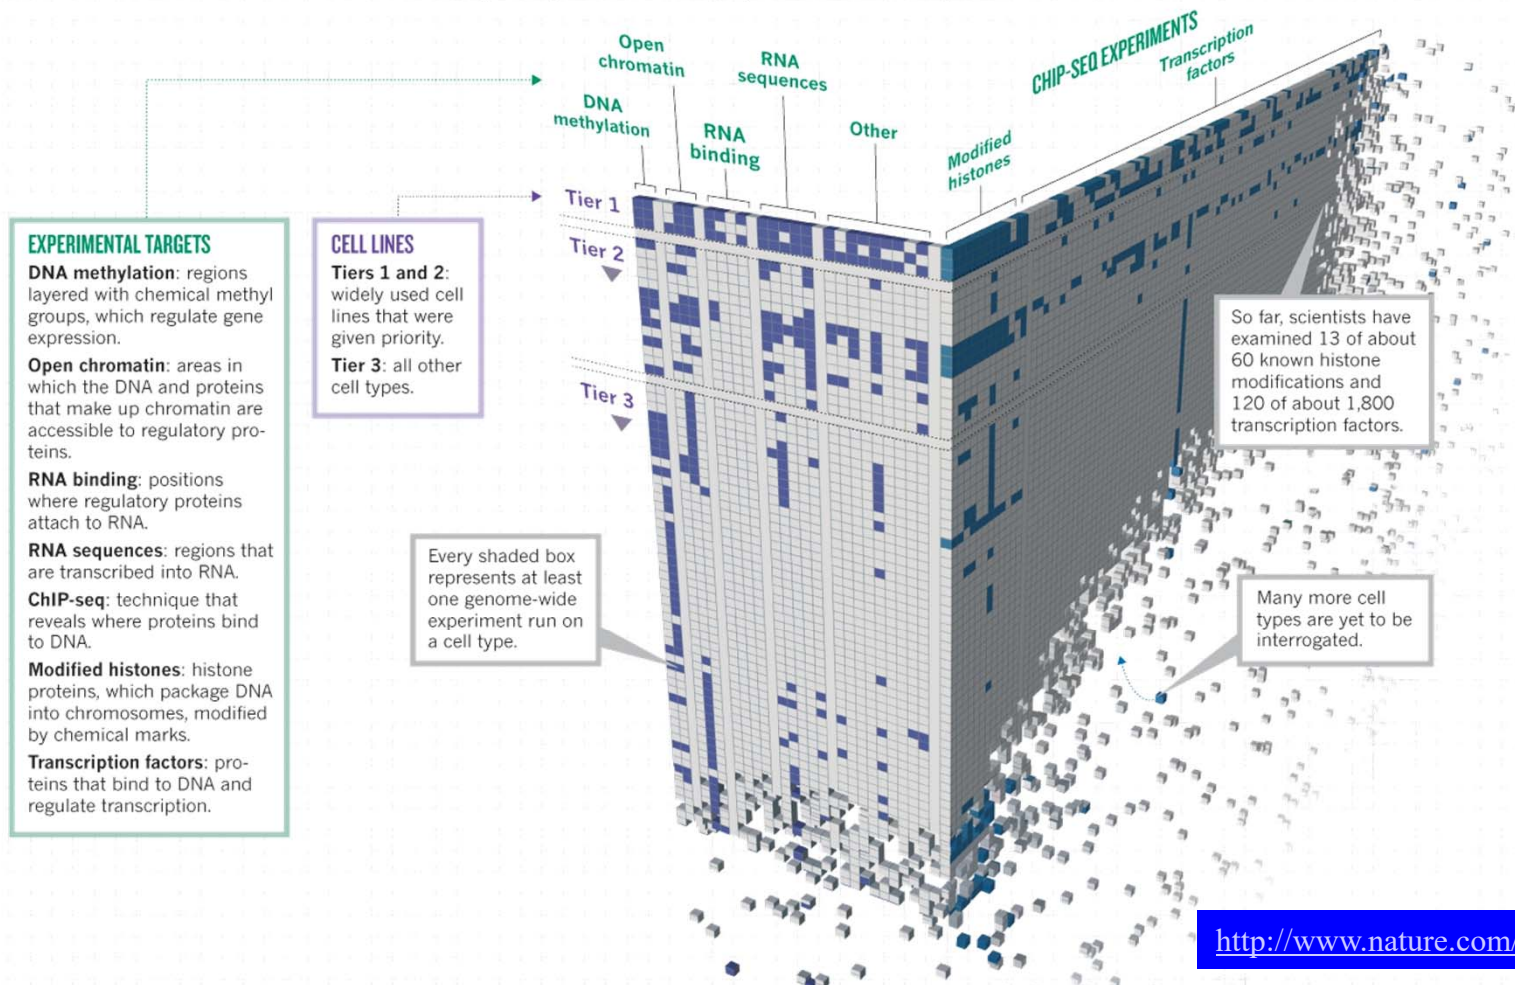 Open
chromatin
DNA
methylation
RNA
binding
RNA
sequences
Other
CHIP-SEQ EXPERIMENTS
Modified
histones
Transcription
factors
Tier 1
Tier 2
Tier 3
EXPERIMENTAL TARGETS
DNA methylation: regions
layered with chemical methyl
groups, which regulate gene
expression.
Open chromatin: areas in
which the DNA and proteins
that make up chromatin are
accessible to regulatory pro-
teins.
RNA binding: positions
where regulatory proteins
attach to RNA.
RNA sequences: regions that
are transcribed into RNA.
ChIP-seq: technique that
reveals where proteins bind
to DNA.
Modified histones: histone
proteins, which package DNA
into chromosomes, modified
by chemical marks.
Transcription factors: pro-
teins that bind to DNA and
regulate transcription.
CELL LINES
Tiers 1 and 2:
widely used cell
lines that were
given priority.
Tier 3: all other
cell types.
Every shaded box
represents at least
one genome-wide
experiment run on
a cell type.
So far, scientists have
examined 13 of about
60 known histone
modifications and
120 of about 1,800
transcription factors.
Many more cell
types are yet to be
interrogated.
http://www.nature.com/